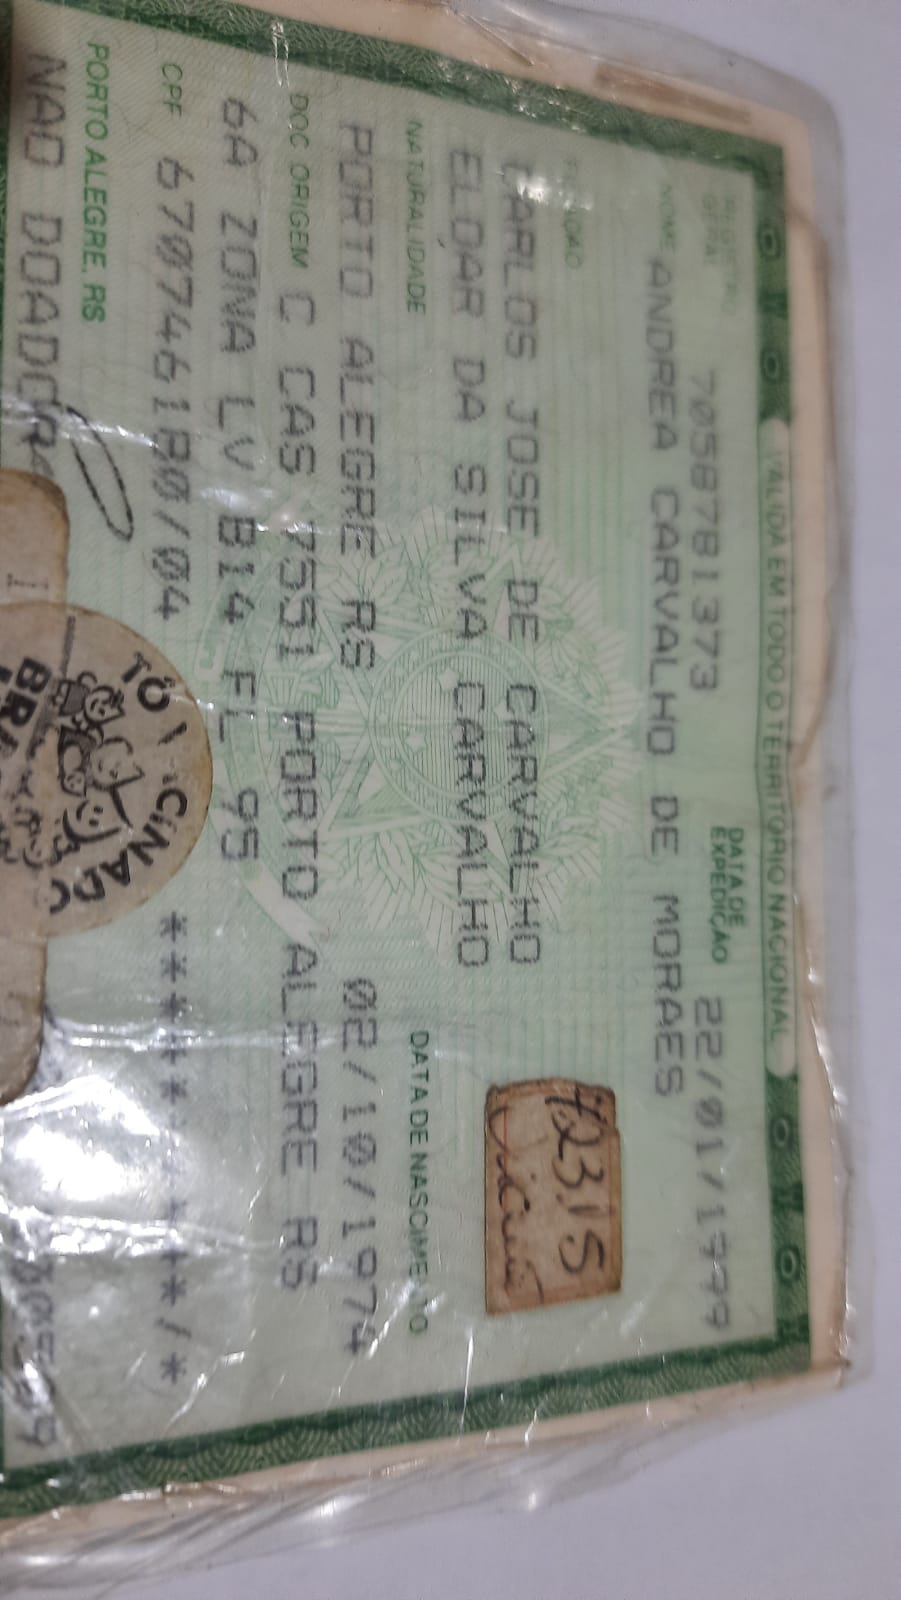 VÁLIDA EM TODO O TERRITÓRIO NACIONAL
REGISTRO GERAL 7058781373 DATA DE EXPEDIÇÃO 22/01/1999
NOME ANDREA CARVALHO DE MORAES
FILIAÇÃO
CARLOS JOSE DE CARVALHO
ELDAR DA SILVA CARVALHO
NATURALIDADE DATA DE NASCIMENTO
PORTO ALEGRE RS 02/10/1974
DOC ORIGEM C CAS 7551 PORTO ALEGRE RS
6A ZONA LV B14 FL 95
CPF 670746180/04
PORTO ALEGRE, RS
NAO DOADORA